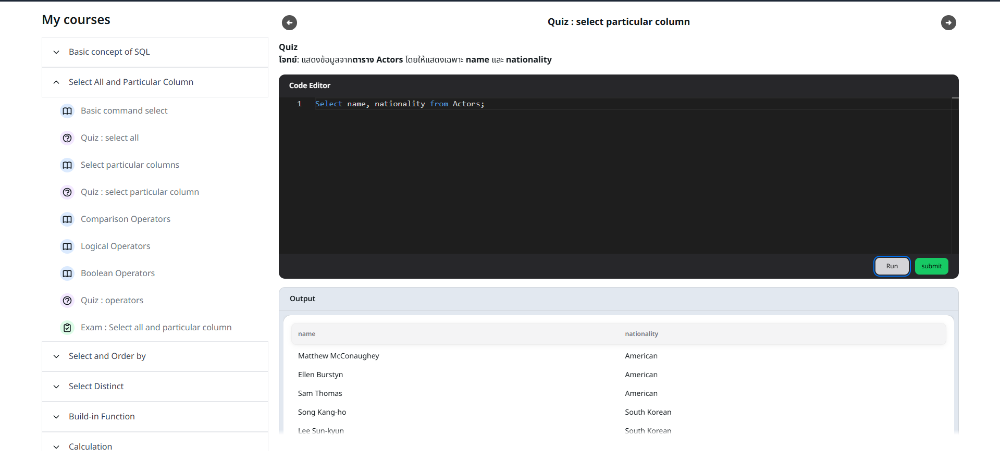 My courses
Basic concept of SQL
Select All and Particular Column
Basic command select
Quiz : select all
Select particular columns
Quiz : select particular column
Comparison Operators
Logical Operators
Boolean Operators
Quiz : operators
Exam : Select all and particular column
Select and Order by
Select Distinct
Build-in Function
Calculation
Quiz : select particular column
Quiz
โจทย์: แสดงข้อมูลจากตาราง Actors โดยให้แสดงเฉพาะ name และ nationality
Code Editor
1 Select name, nationality from Actors;
Run submit
Output
name nationality
Matthew McConaughey American
Ellen Burstyn American
Sam Thomas American
Song Kang-ho South Korean
Lee Sun-kyun South Korean